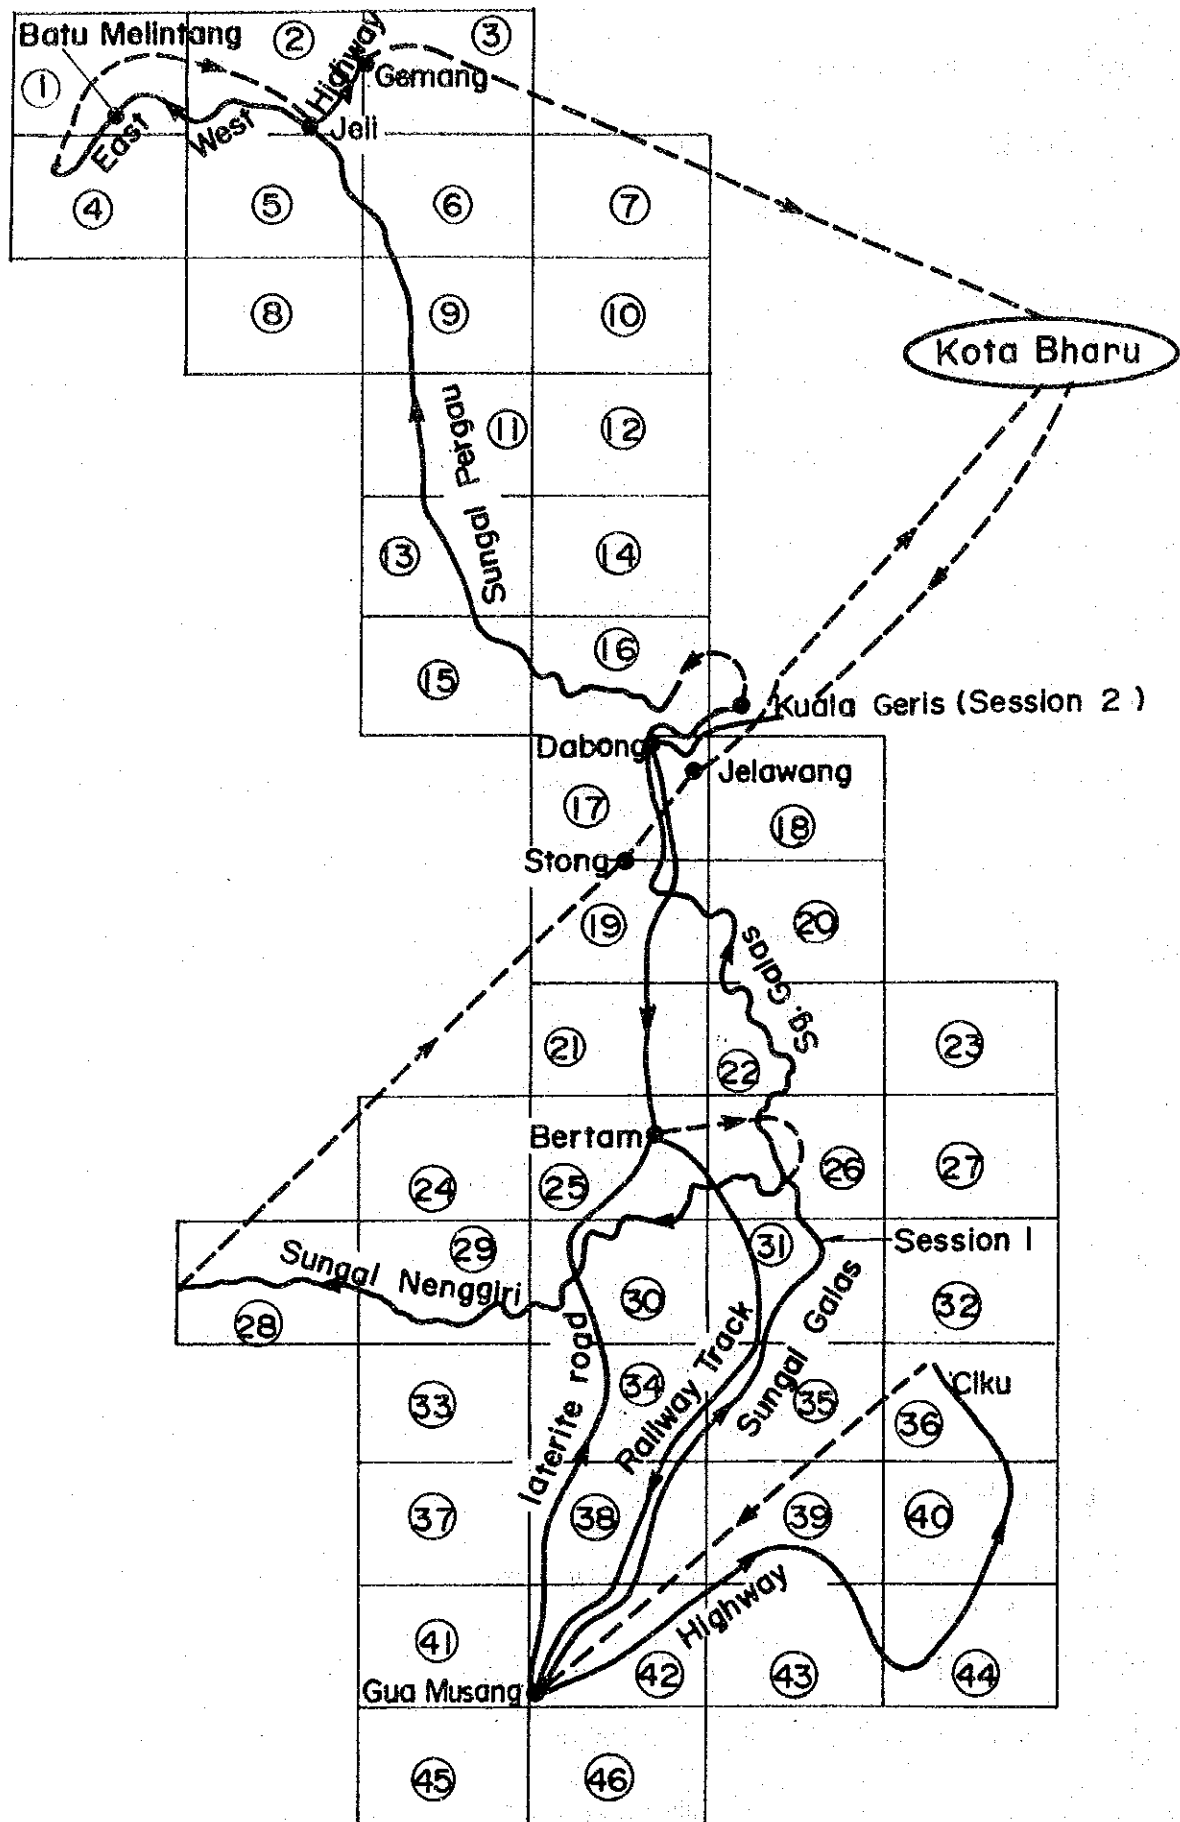 Batu Melintang
②
③
Highway
①
Gemang
East
West
Jeli
④
⑤
⑥
⑦
⑧
⑨
⑩
Kota Bharu
⑪
⑫
Sungai Pergau
⑬
⑭
⑯
⑮
Kuala Geris (Session 2)
Dabong
Jelawang
⑰
⑱
Stong
⑲
⑳
Sg. Galas
㉑
㉒
㉓
Bertam
㉔
㉕
㉖
㉗
㉙
㉛
Session 1
Sungai Nenggiri
㉘
㉚
㉜
laterite road
Railway Track
Sungai Galas
㉝
㉞
㉟
Ciku
㊱
㊲
㊳
㊴
㊵
Highway
㊶
Gua Musang
㊷
㊸
㊹
㊺
㊻